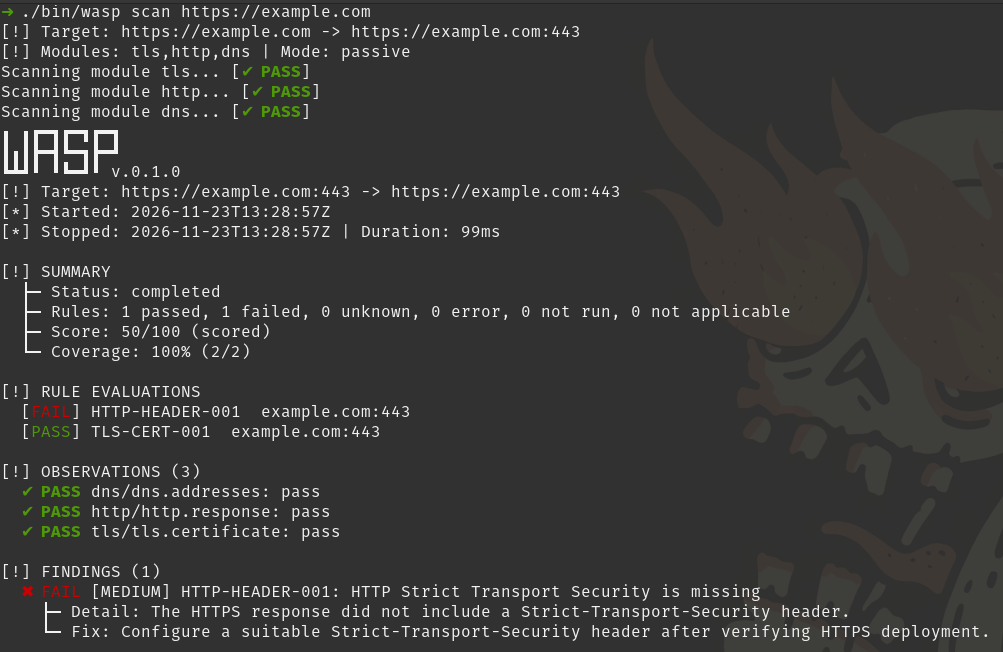 → ./bin/wasp scan https://example.com
[!] Target: https://example.com -> https://example.com:443
[!] Modules: tls,http,dns | Mode: passive
Scanning module tls... [✔ PASS]
Scanning module http... [✔ PASS]
Scanning module dns... [✔ PASS]
WASP v.0.1.0
[!] Target: https://example.com:443 -> https://example.com:443
[*] Started: 2026-11-23T13:28:57Z
[*] Stopped: 2026-11-23T13:28:57Z | Duration: 99ms
[!] SUMMARY
├─ Status: completed
├─ Rules: 1 passed, 1 failed, 0 unknown, 0 error, 0 not run, 0 not applicable
├─ Score: 50/100 (scored)
└─ Coverage: 100% (2/2)
[!] RULE EVALUATIONS
[FAIL] HTTP-HEADER-001  example.com:443
[PASS] TLS-CERT-001  example.com:443
[!] OBSERVATIONS (3)
✔ PASS dns/dns.addresses: pass
✔ PASS http/http.response: pass
✔ PASS tls/tls.certificate: pass
[!] FINDINGS (1)
✖ FAIL [MEDIUM] HTTP-HEADER-001: HTTP Strict Transport Security is missing
├─ Detail: The HTTPS response did not include a Strict-Transport-Security header.
└─ Fix: Configure a suitable Strict-Transport-Security header after verifying HTTPS deployment.